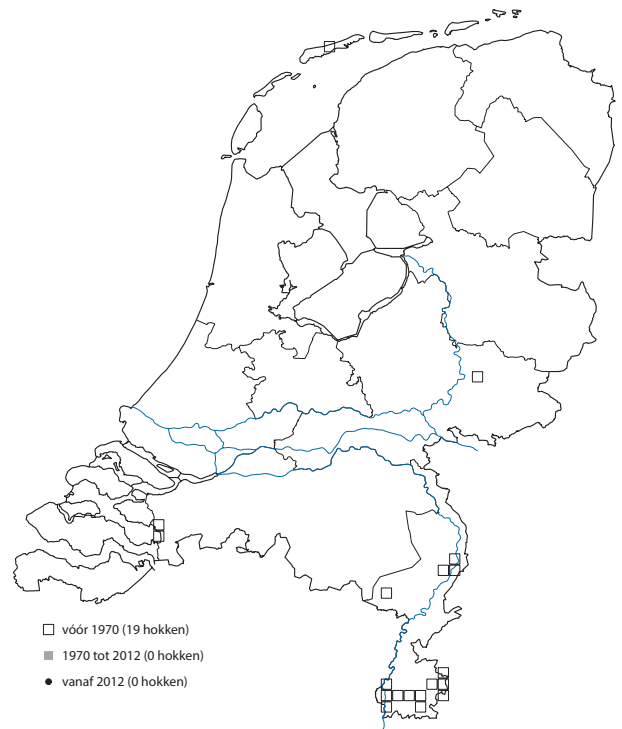 vóór 1970 (19 hokken)
1970 tot 2012 (0 hokken)
vanaf 2012 (0 hokken)